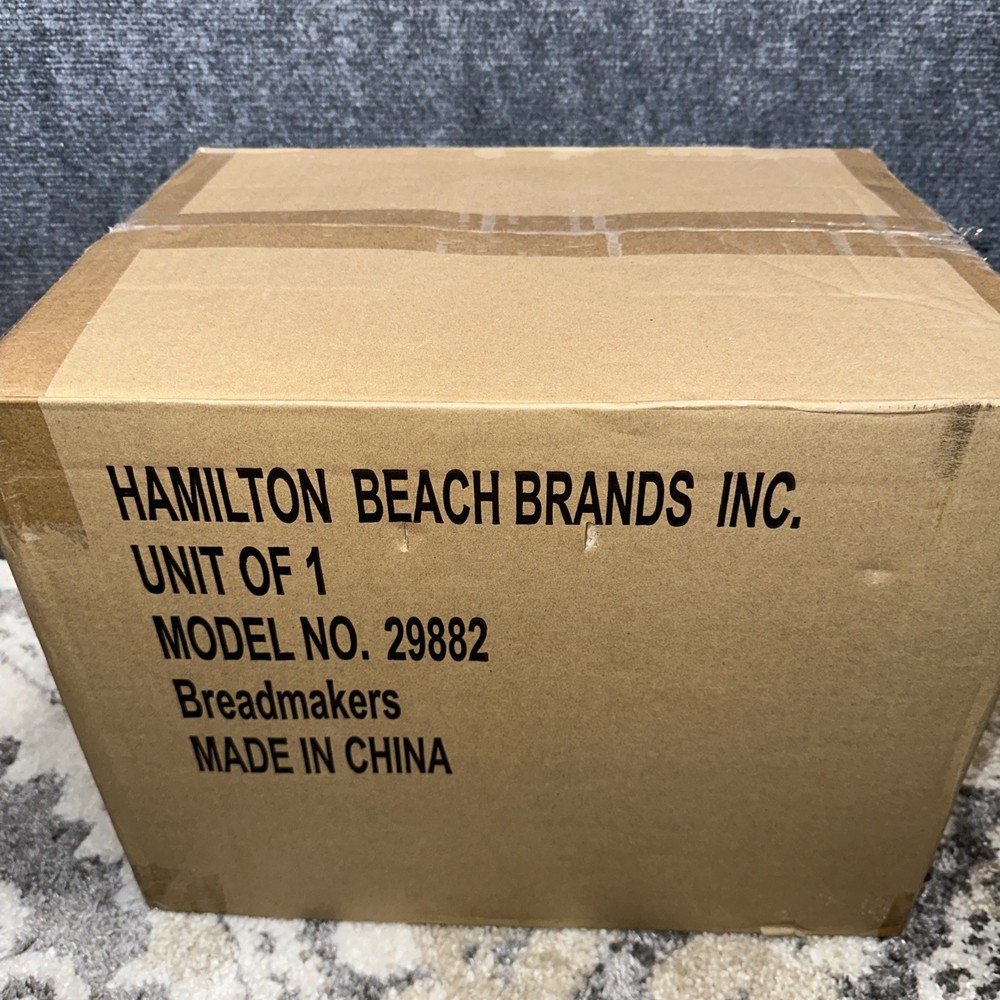 HAMILTON BEACH BRANDS INC.
UNIT OF 1
MODEL NO. 29882
Breadmakers
MADE IN CHINA